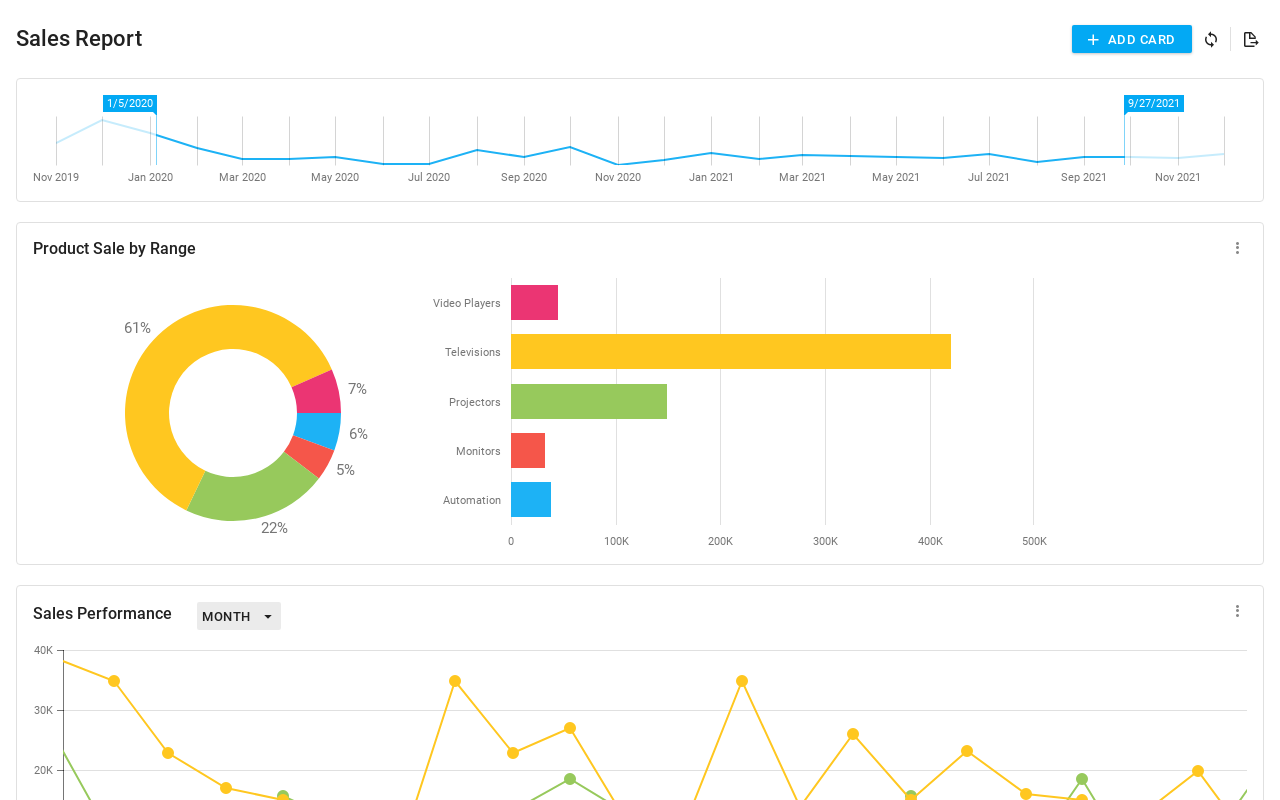 Sales Report
ADD CARD
1/5/2020
9/27/2021
Nov 2019
Jan 2020
Mar 2020
May 2020
Jul 2020
Sep 2020
Nov 2020
Jan 2021
Mar 2021
May 2021
Jul 2021
Sep 2021
Nov 2021
Product Sale by Range
61%
7%
6%
5%
22%
Video Players
Televisions
Projectors
Monitors
Automation
0
100K
200K
300K
400K
500K
Sales Performance
MONTH
40K
30K
20K